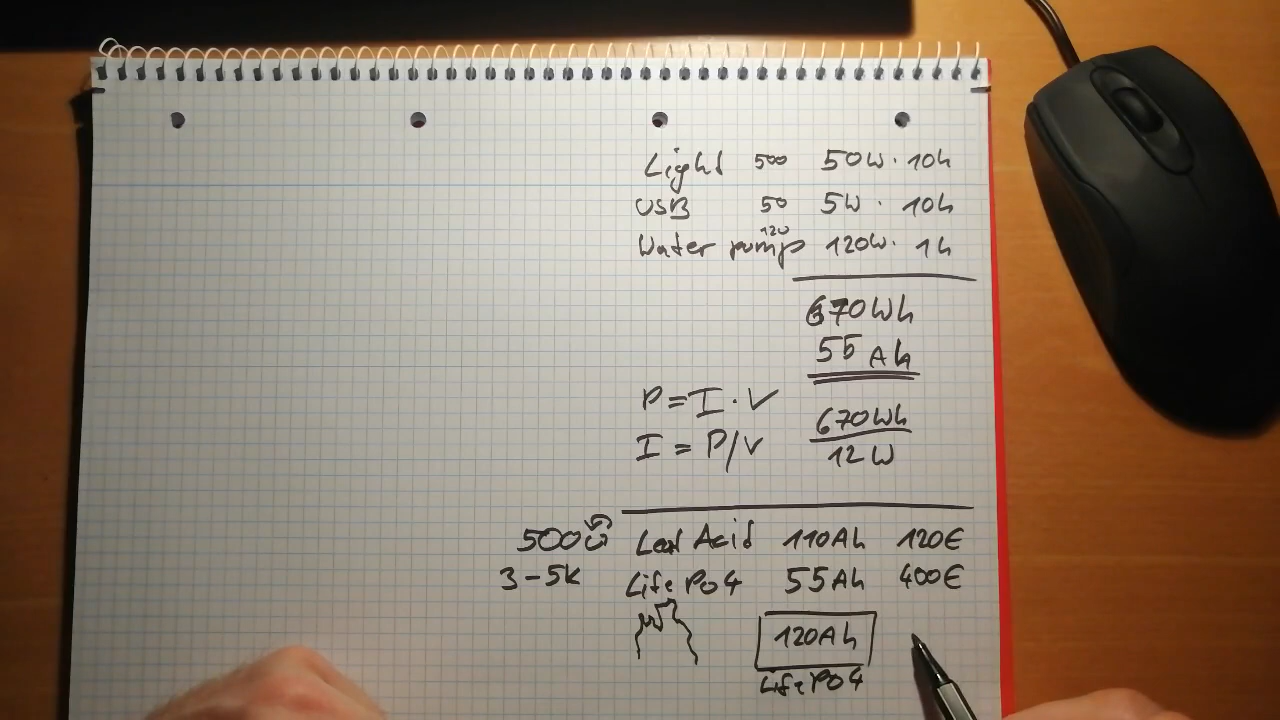 Light 500 50W · 10h
USB 50 5W · 10h
Water pump 120 120W · 1h
670Wh
55Ah
P = I · V
I = P/V
670Wh
12W
500 Lead Acid 110Ah 120€
3-5K LifePo4 55Ah 400€
120Ah
LifePo4